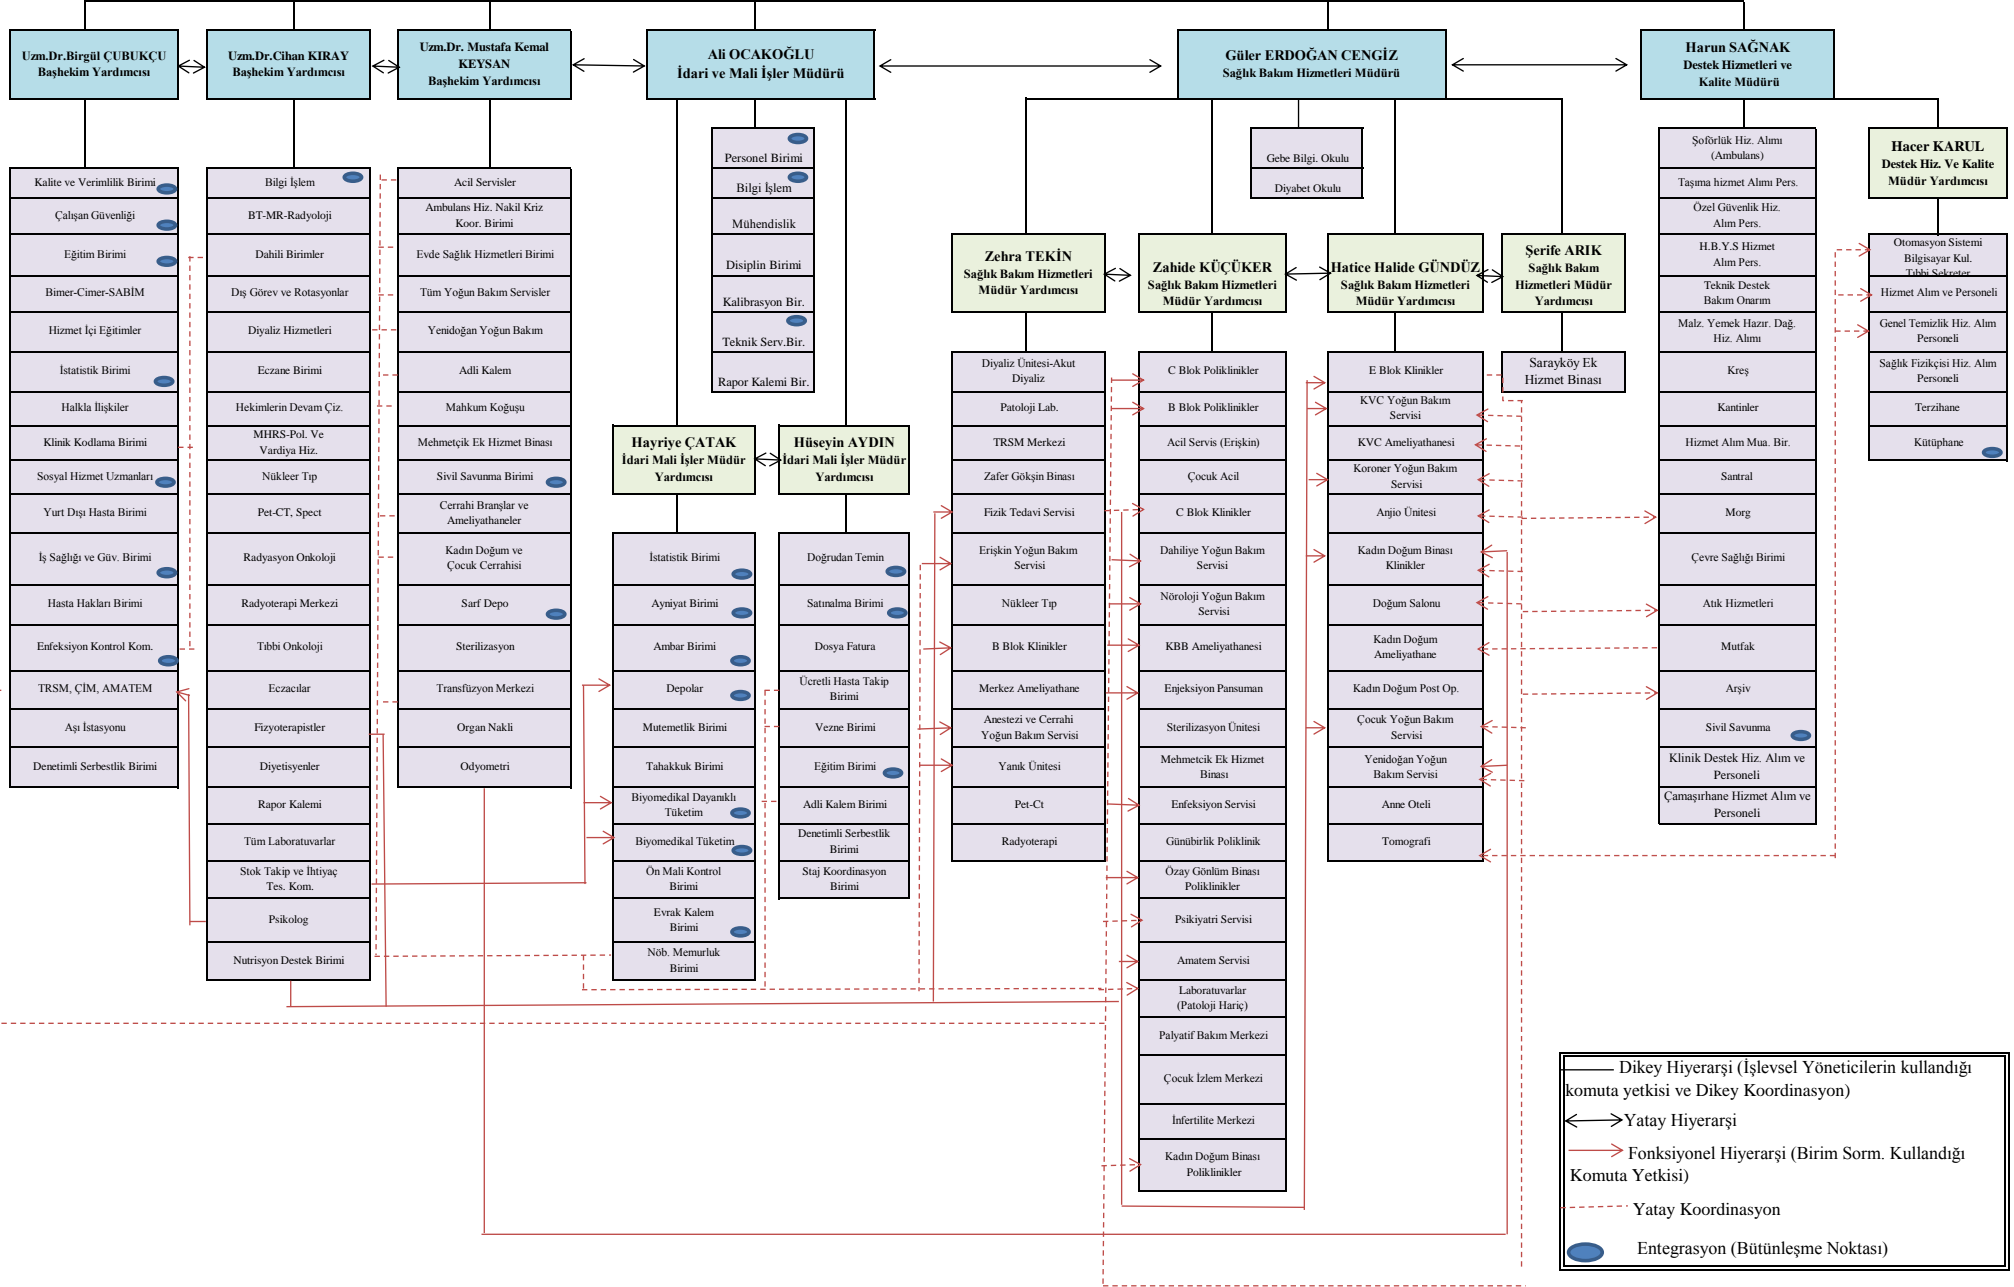 Uzm.Dr.Birgül ÇUBUKÇU
Başhekim Yardımcısı
Uzm.Dr.Cihan KIRAY
Başhekim Yardımcısı
Uzm.Dr. Mustafa Kemal
KEYSAN
Başhekim Yardımcısı
Ali OCAKOĞLU
İdari ve Mali İşler Müdürü
Güler ERDOĞAN CENGİZ
Sağlık Bakım Hizmetleri Müdürü
Harun SAĞNAK
Destek Hizmetleri ve
Kalite Müdürü
Kalite ve Verimlilik Birimi
Çalışan Güvenliği
Eğitim Birimi
Bimer-Cimer-SABİM
Hizmet İçi Eğitimler
İstatistik Birimi
Halkla İlişkiler
Klinik Kodlama Birimi
Sosyal Hizmet Uzmanları
Yurt Dışı Hasta Birimi
İş Sağlığı ve Güv. Birimi
Hasta Hakları Birimi
Enfeksiyon Kontrol Kom.
TRSM, ÇİM, AMATEM
Aşı İstasyonu
Denetimli Serbestlik Birimi
Bilgi İşlem
BT-MR-Radyoloji
Dahili Birimler
Dış Görev ve Rotasyonlar
Diyaliz Hizmetleri
Eczane Birimi
Hekimlerin Devam Çiz.
MHRS-Pol. Ve
Vardiya Hiz.
Nükleer Tıp
Pet-CT, Spect
Radyasyon Onkoloji
Radyoterapi Merkezi
Tıbbi Onkoloji
Eczacılar
Fizyoterapistler
Diyetisyenler
Rapor Kalemi
Tüm Laboratuvarlar
Stok Takip ve İhtiyaç
Tes. Kom.
Psikolog
Nutrisyon Destek Birimi
Acil Servisler
Ambulans Hiz. Nakil Kriz
Koor. Birimi
Evde Sağlık Hizmetleri Birimi
Tüm Yoğun Bakım Servisler
Yenidoğan Yoğun Bakım
Adli Kalem
Mahkum Koğuşu
Mehmetçik Ek Hizmet Binası
Sivil Savunma Birimi
Cerrahi Branşlar ve
Ameliyathaneler
Kadın Doğum ve
Çocuk Cerrahisi
Sarf Depo
Sterilizasyon
Transfüzyon Merkezi
Organ Nakli
Odyometri
Personel Birimi
Bilgi İşlem
Mühendislik
Disiplin Birimi
Kalibrasyon Bir.
Teknik Serv.Bir.
Rapor Kalemi Bir.
Hayriye ÇATAK
İdari Mali İşler Müdür
Yardımcısı
Hüseyin AYDIN
İdari Mali İşler Müdür
Yardımcısı
İstatistik Birimi
Ayniyat Birimi
Ambar Birimi
Depolar
Mutemetlik Birimi
Tahakkuk Birimi
Biyomedikal Dayanıklı
Tüketim
Biyomedikal Tüketim
Ön Mali Kontrol
Birimi
Evrak Kalem
Birimi
Nöb. Memurluk
Birimi
Doğrudan Temin
Satınalma Birimi
Dosya Fatura
Ücretli Hasta Takip
Birimi
Vezne Birimi
Eğitim Birimi
Adli Kalem Birimi
Denetimli Serbestlik
Birimi
Staj Koordinasyon
Birimi
Gebe Bilgi. Okulu
Diyabet Okulu
Zehra TEKİN
Sağlık Bakım Hizmetleri
Müdür Yardımcısı
Zahide KÜÇÜKER
Sağlık Bakım Hizmetleri
Müdür Yardımcısı
Hatice Halide GÜNDÜZ
Sağlık Bakım Hizmetleri
Müdür Yardımcısı
Şerife ARIK
Sağlık Bakım
Hizmetleri Müdür
Yardımcısı
Diyaliz Ünitesi-Akut
Diyaliz
Patoloji Lab.
TRSM Merkezi
Zafer Gökşin Binası
Fizik Tedavi Servisi
Erişkin Yoğun Bakım
Servisi
Nükleer Tıp
B Blok Klinikler
Merkez Ameliyathane
Anestezi ve Cerrahi
Yoğun Bakım Servisi
Yanık Ünitesi
Pet-Ct
Radyoterapi
C Blok Poliklinikler
B Blok Poliklinikler
Acil Servis (Erişkin)
Çocuk Acil
C Blok Klinikler
Dahiliye Yoğun Bakım
Servisi
Nöroloji Yoğun Bakım
Servisi
KBB Ameliyathanesi
Enjeksiyon Pansuman
Sterilizasyon Ünitesi
Mehmetcik Ek Hizmet
Binası
Enfeksiyon Servisi
Günübirlik Poliklinik
Özay Gönlüm Binası
Poliklinikler
Psikiyatri Servisi
Amatem Servisi
Laboratuvarlar
(Patoloji Hariç)
Palyatif Bakım Merkezi
Çocuk İzlem Merkezi
İnfertilite Merkezi
Kadın Doğum Binası
Poliklinikler
E Blok Klinikler
KVC Yoğun Bakım
Servisi
KVC Ameliyathanesi
Koroner Yoğun Bakım
Servisi
Anjio Ünitesi
Kadın Doğum Binası
Klinikler
Doğum Salonu
Kadın Doğum
Ameliyathane
Kadın Doğum Post Op.
Çocuk Yoğun Bakım
Servisi
Yenidoğan Yoğun
Bakım Servisi
Anne Oteli
Tomografi
Sarayköy Ek
Hizmet Binası
Şoförlük Hiz. Alımı
(Ambulans)
Taşıma hizmet Alımı Pers.
Özel Güvenlik Hiz.
Alım Pers.
H.B.Y.S Hizmet
Alım Pers.
Teknik Destek
Bakım Onarım
Malz. Yemek Hazır. Dağ.
Hiz. Alımı
Kreş
Kantinler
Hizmet Alım Mua. Bir.
Santral
Morg
Çevre Sağlığı Birimi
Atık Hizmetleri
Mutfak
Arşiv
Sivil Savunma
Klinik Destek Hiz. Alım ve
Personeli
Çamaşırhane Hizmet Alım ve
Personeli
Hacer KARUL
Destek Hiz. Ve Kalite
Müdür Yardımcısı
Otomasyon Sistemi
Bilgisayar Kul.
Tıbbi Sekreter
Hizmet Alım ve Personeli
Genel Temizlik Hiz. Alım
Personeli
Sağlık Fizikçisi Hiz. Alım
Personeli
Terzihane
Kütüphane
Dikey Hiyerarşi (İşlevsel Yöneticilerin kullandığı
komuta yetkisi ve Dikey Koordinasyon)
Yatay Hiyerarşi
Fonksiyonel Hiyerarşi (Birim Sorm. Kullandığı
Komuta Yetkisi)
Yatay Koordinasyon
Entegrasyon (Bütünleşme Noktası)